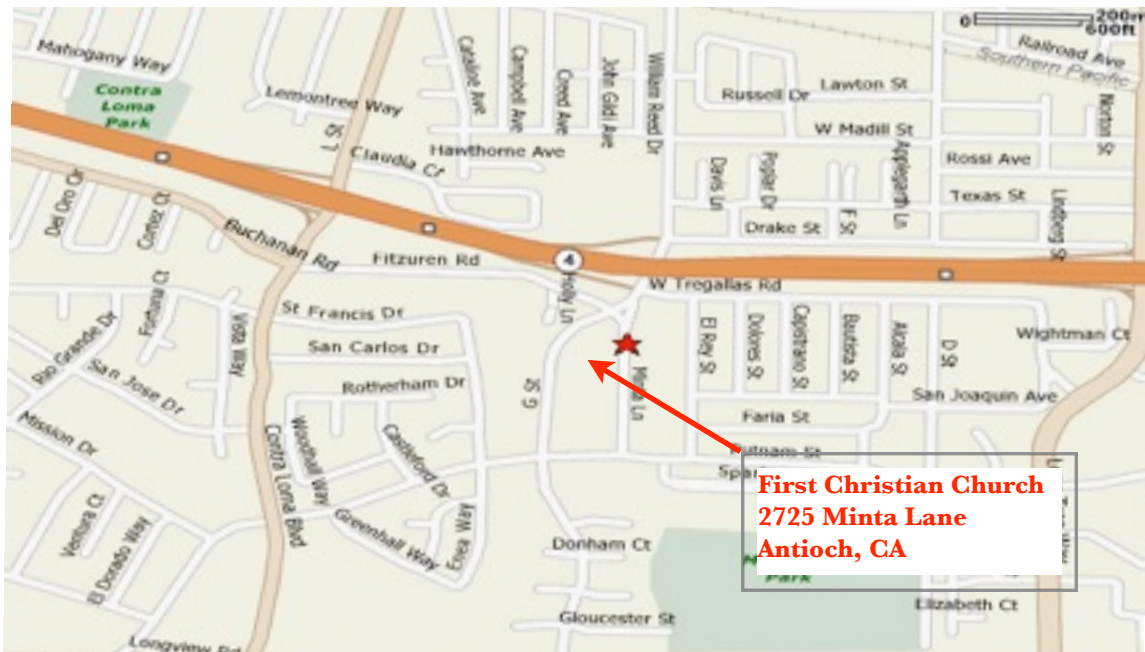 200m
0
600ft
Mahogany Way
Contra
Loma
Park
Lemontree Way
Catalina Ave
Campbell Ave
Creed Ave
John Gildi Ave
William Reed Dr
Russell Dr
Lawton St
Railroad Ave
Southern Pacific
Norton St
W Madill St
Hawthorne Ave
Claudia Ct
Davis Ln
Poplar Dr
F St
Applegarth Ln
Rossi Ave
Texas St
Lindberg St
Drake St
Del Oro Cir
Cortez Ct
Buchanan Rd
Fitzuren Rd
4
Holly Ln
W Tregallas Rd
Fortuna Ct
Vista Way
St Francis Dr
San Carlos Dr
Rotherham Dr
Rio Grande Dr
San Jose Dr
G St
Minta Ln
El Rey St
Dolores St
Capistrano St
Bautista St
Alcala St
D St
Wightman Ct
San Joaquin Ave
Faria St
Putnam St
Mission Dr
Contra Loma Blvd
Woodhall Way
Castleford Dr
Greenhall Way
Enea Way
Ventura Ct
El Dorado Way
Longview Rd
Donham Ct
Gloucester St
First Christian Church
2725 Minta Lane
Antioch, CA
Park
Elizabeth Ct